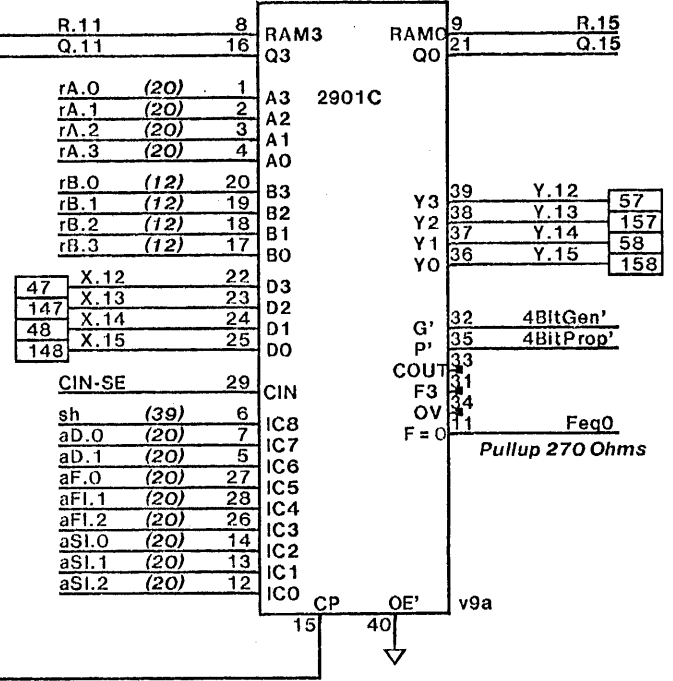 R.11 8 RAM3 RAM0 9 R.15
Q.11 16 Q3 Q0 21 Q.15
2901C
rA.0 (20) 1 A3
rA.1 (20) 2 A2
rA.2 (20) 3 A1
rA.3 (20) 4 A0
rB.0 (12) 20 B3
rB.1 (12) 19 B2
rB.2 (12) 18 B1
rB.3 (12) 17 B0
Y3 39 Y.12 57
Y2 38 Y.13 157
Y1 37 Y.14 58
Y0 36 Y.15 158
47 X.12 22 D3
147 X.13 23 D2
48 X.14 24 D1
148 X.15 25 D0
G' 32 4BitGen'
P' 35 4BitProp'
COUT 33
F3 31
OV 34
F=0 11 Feq0
Pullup 270 Ohms
CIN-SE 29 CIN
sh (39) 6 IC8
aD.0 (20) 7 IC7
aD.1 (20) 5 IC6
aF.0 (20) 27 IC5
aFI.1 (20) 28 IC4
aFI.2 (20) 26 IC3
aSI.0 (20) 14 IC2
aSI.1 (20) 13 IC1
aSI.2 (20) 12 IC0
CP OE' v9a
15 40